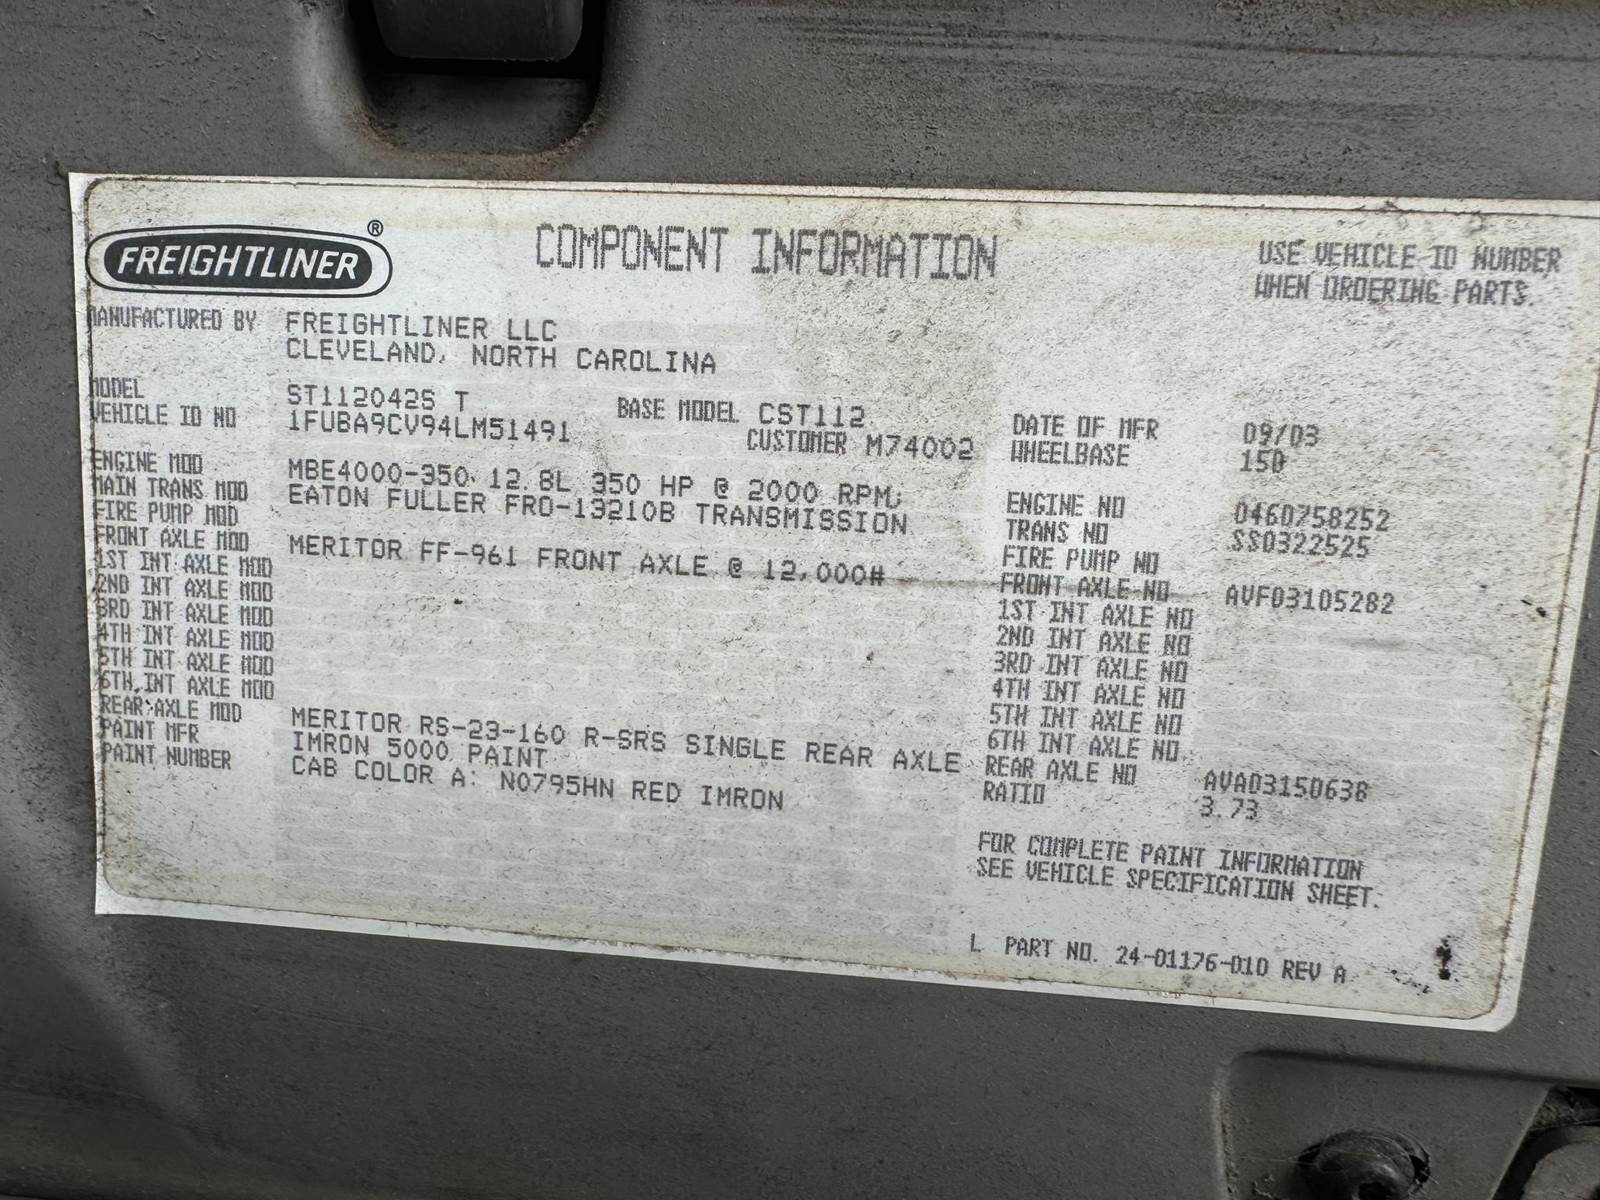 FREIGHTLINER ®
COMPONENT INFORMATION
USE VEHICLE ID NUMBER
WHEN ORDERING PARTS.
MANUFACTURED BY FREIGHTLINER LLC
CLEVELAND, NORTH CAROLINA
MODEL ST112042S T BASE MODEL CST112
VEHICLE ID NO 1FUBA9CV94LM51491 CUSTOMER M74002
DATE OF MFR 09/03
WHEELBASE 150
ENGINE MOD MBE4000-350, 12.8L 350 HP @ 2000 RPM;
MAIN TRANS MOD EATON FULLER FRO-13210B TRANSMISSION
FIRE PUMP MOD
FRONT AXLE MOD MERITOR FF-961 FRONT AXLE @ 12,000#
1ST INT AXLE MOD
2ND INT AXLE MOD
3RD INT AXLE MOD
4TH INT AXLE MOD
5TH INT AXLE MOD
6TH INT AXLE MOD
REAR AXLE MOD MERITOR RS-23-160 R-SRS SINGLE REAR AXLE
PAINT MFR IMRON 5000 PAINT
PAINT NUMBER CAB COLOR A: N0795HN RED IMRON
ENGINE NO 0460758252
TRANS NO SS0322525
FIRE PUMP NO
FRONT AXLE NO AVF03105282
1ST INT AXLE NO
2ND INT AXLE NO
3RD INT AXLE NO
4TH INT AXLE NO
5TH INT AXLE NO
6TH INT AXLE NO
REAR AXLE NO AVA03150638
RATIO 3.73
FOR COMPLETE PAINT INFORMATION
SEE VEHICLE SPECIFICATION SHEET.
L PART NO. 24-01176-010 REV A